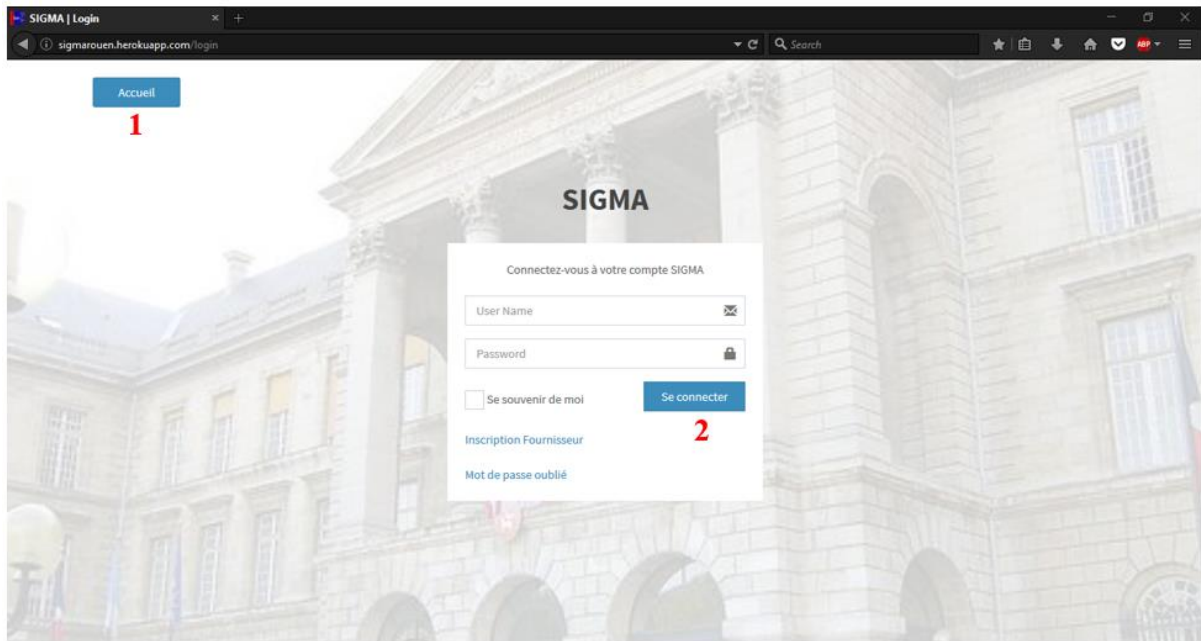 SIGMA | Login
sigmarouen.herokuapp.com/login
Search
ABP
Accueil
1
SIGMA
Connectez-vous à votre compte SIGMA
User Name
Password
Se souvenir de moi
Se connecter
2
Inscription Fournisseur
Mot de passe oublié